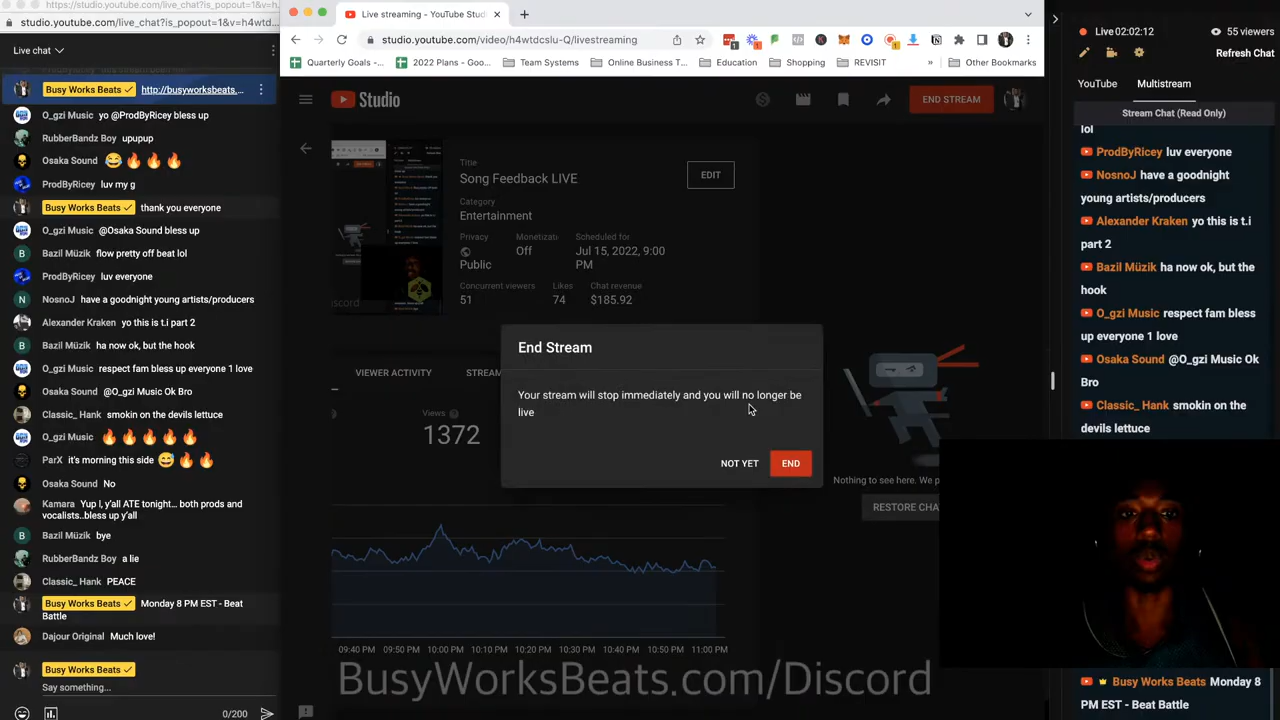 studio.youtube.com/live_chat?is_popout=1&v=h4w...
studio.youtube.com/live_chat?is_popout=1&v=h4wtdc...
Live chat
Busy Works Beats http://busyworksbeats....
O_gzi Music yo @ProdByRicey bless up
RubberBandz Boy upupup
Osaka Sound 😂🔥🔥🔥
ProdByRicey luv my g
Busy Works Beats thank you everyone
O_gzi Music @Osaka Sound bless up
Bazil Müzik flow pretty off beat lol
ProdByRicey luv everyone
NosnoJ have a goodnight young artists/producers
Alexander Kraken yo this is t.i part 2
Bazil Müzik ha now ok, but the hook
O_gzi Music respect fam bless up everyone 1 love
Osaka Sound @O_gzi Music Ok Bro
Classic_ Hank smokin on the devils lettuce
O_gzi Music 🔥🔥🔥🔥🔥
ParX it's morning this side 😅🔥🔥
Osaka Sound No
Kamara Yup I, y'all ATE tonight... both prods and
vocalists..bless up y'all
Bazil Müzik bye
RubberBandz Boy a lie
Classic_ Hank PEACE
Busy Works Beats Monday 8 PM EST - Beat
Battle
Dajour Original Much love!
Busy Works Beats
Say something...
0/200
Live streaming - YouTube Studi
studio.youtube.com/video/h4wtdcslu-Q/livestreaming
Quarterly Goals -...
2022 Plans - Goo...
Team Systems
Online Business T...
Education
Shopping
REVISIT
»
Other Bookmarks
Studio
END STREAM
Title
Song Feedback LIVE
EDIT
Category
Entertainment
Privacy
Monetizatic
Scheduled for
Public
Off
Jul 15, 2022, 9:00
PM
Concurrent viewers
Likes
Chat revenue
51
74
$185.92
End Stream
Your stream will stop immediately and you will no longer be
live
NOT YET
END
VIEWER ACTIVITY
STREAM
Views
1372
Nothing to see here. We p
RESTORE CHA
09:40 PM 09:50 PM 10:00 PM 10:10 PM 10:20 PM 10:30 PM 10:40 PM 10:50 PM 11:00 PM
BusyWorksBeats.com/Discord
Live 02:02:12
55 viewers
Refresh Chat
YouTube
Multistream
Stream Chat (Read Only)
lol
ProdByRicey luv everyone
NosnoJ have a goodnight
young artists/producers
Alexander Kraken yo this is t.i
part 2
Bazil Müzik ha now ok, but the
hook
O_gzi Music respect fam bless
up everyone 1 love
Osaka Sound @O_gzi Music Ok
Bro
Classic_ Hank smokin on the
devils lettuce
Busy Works Beats Monday 8
PM EST - Beat Battle